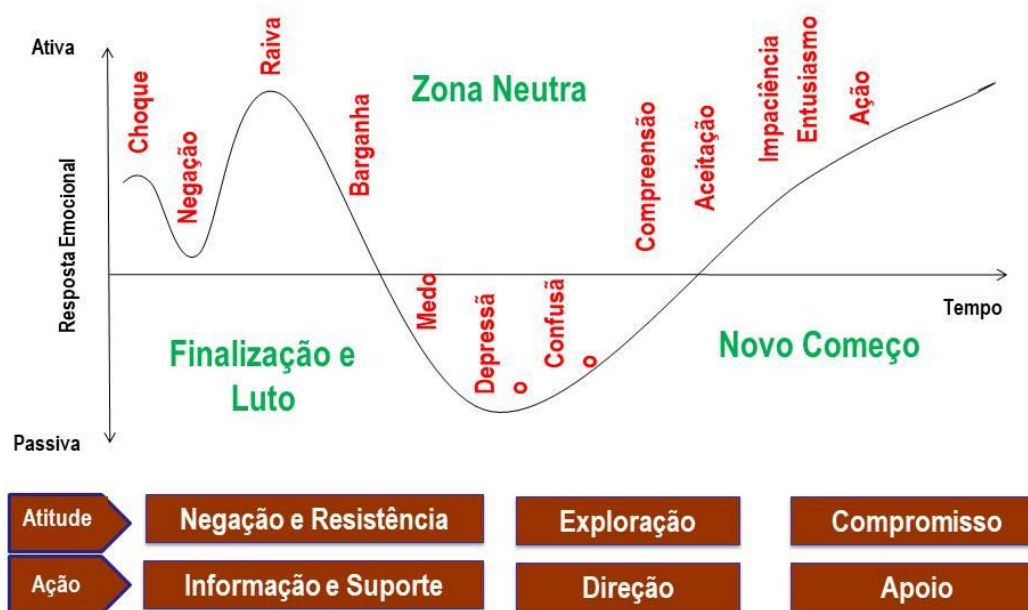 Ativa
Resposta Emocional
Passiva
Choque
Negação
Raiva
Barganha
Zona Neutra
Medo
Depressã
o
Confusã
o
Compreensão
Aceitação
Impaciência
Entusiasmo
Ação
Tempo
Finalização e
Luto
Novo Começo
Atitude
Negação e Resistência
Exploração
Compromisso
Ação
Informação e Suporte
Direção
Apoio